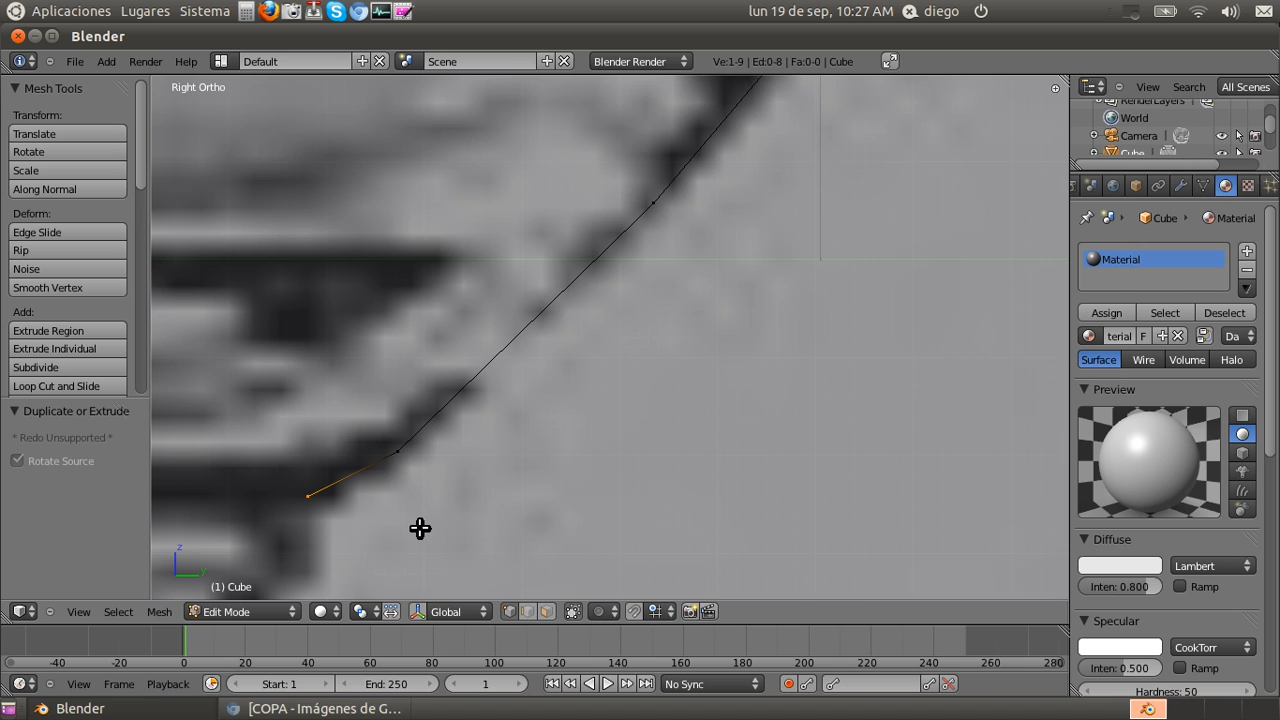 Aplicaciones Lugares Sistema lun 19 de sep, 10:27 AM diego
Blender
File Add Render Help Default Scene Blender Render Ve:1-9 | Ed:0-8 | Fa:0-0 | Cube
Mesh Tools
Transform:
Translate
Rotate
Scale
Along Normal
Deform:
Edge Slide
Rip
Noise
Smooth Vertex
Add:
Extrude Region
Extrude Individual
Subdivide
Loop Cut and Slide
Duplicate or Extrude
* Redo Unsupported *
Rotate Source
Right Ortho
z
y
(1) Cube
View Select Mesh Edit Mode Global
-40 -20 0 20 40 60 80 100 120 140 160 180 200 220 240 260 280
View Frame Playback Start: 1 End: 250 1 No Sync
View Search All Scenes
RenderLayers
World
Camera
Cube
Cube Material
Material
Assign Select Deselect
terial F Da
Surface Wire Volume Halo
Preview
Diffuse
Lambert
Inten: 0.800 Ramp
Specular
CookTorr
Inten: 0.500 Ramp
Hardness: 50
Blender [COPA - Imágenes de G...